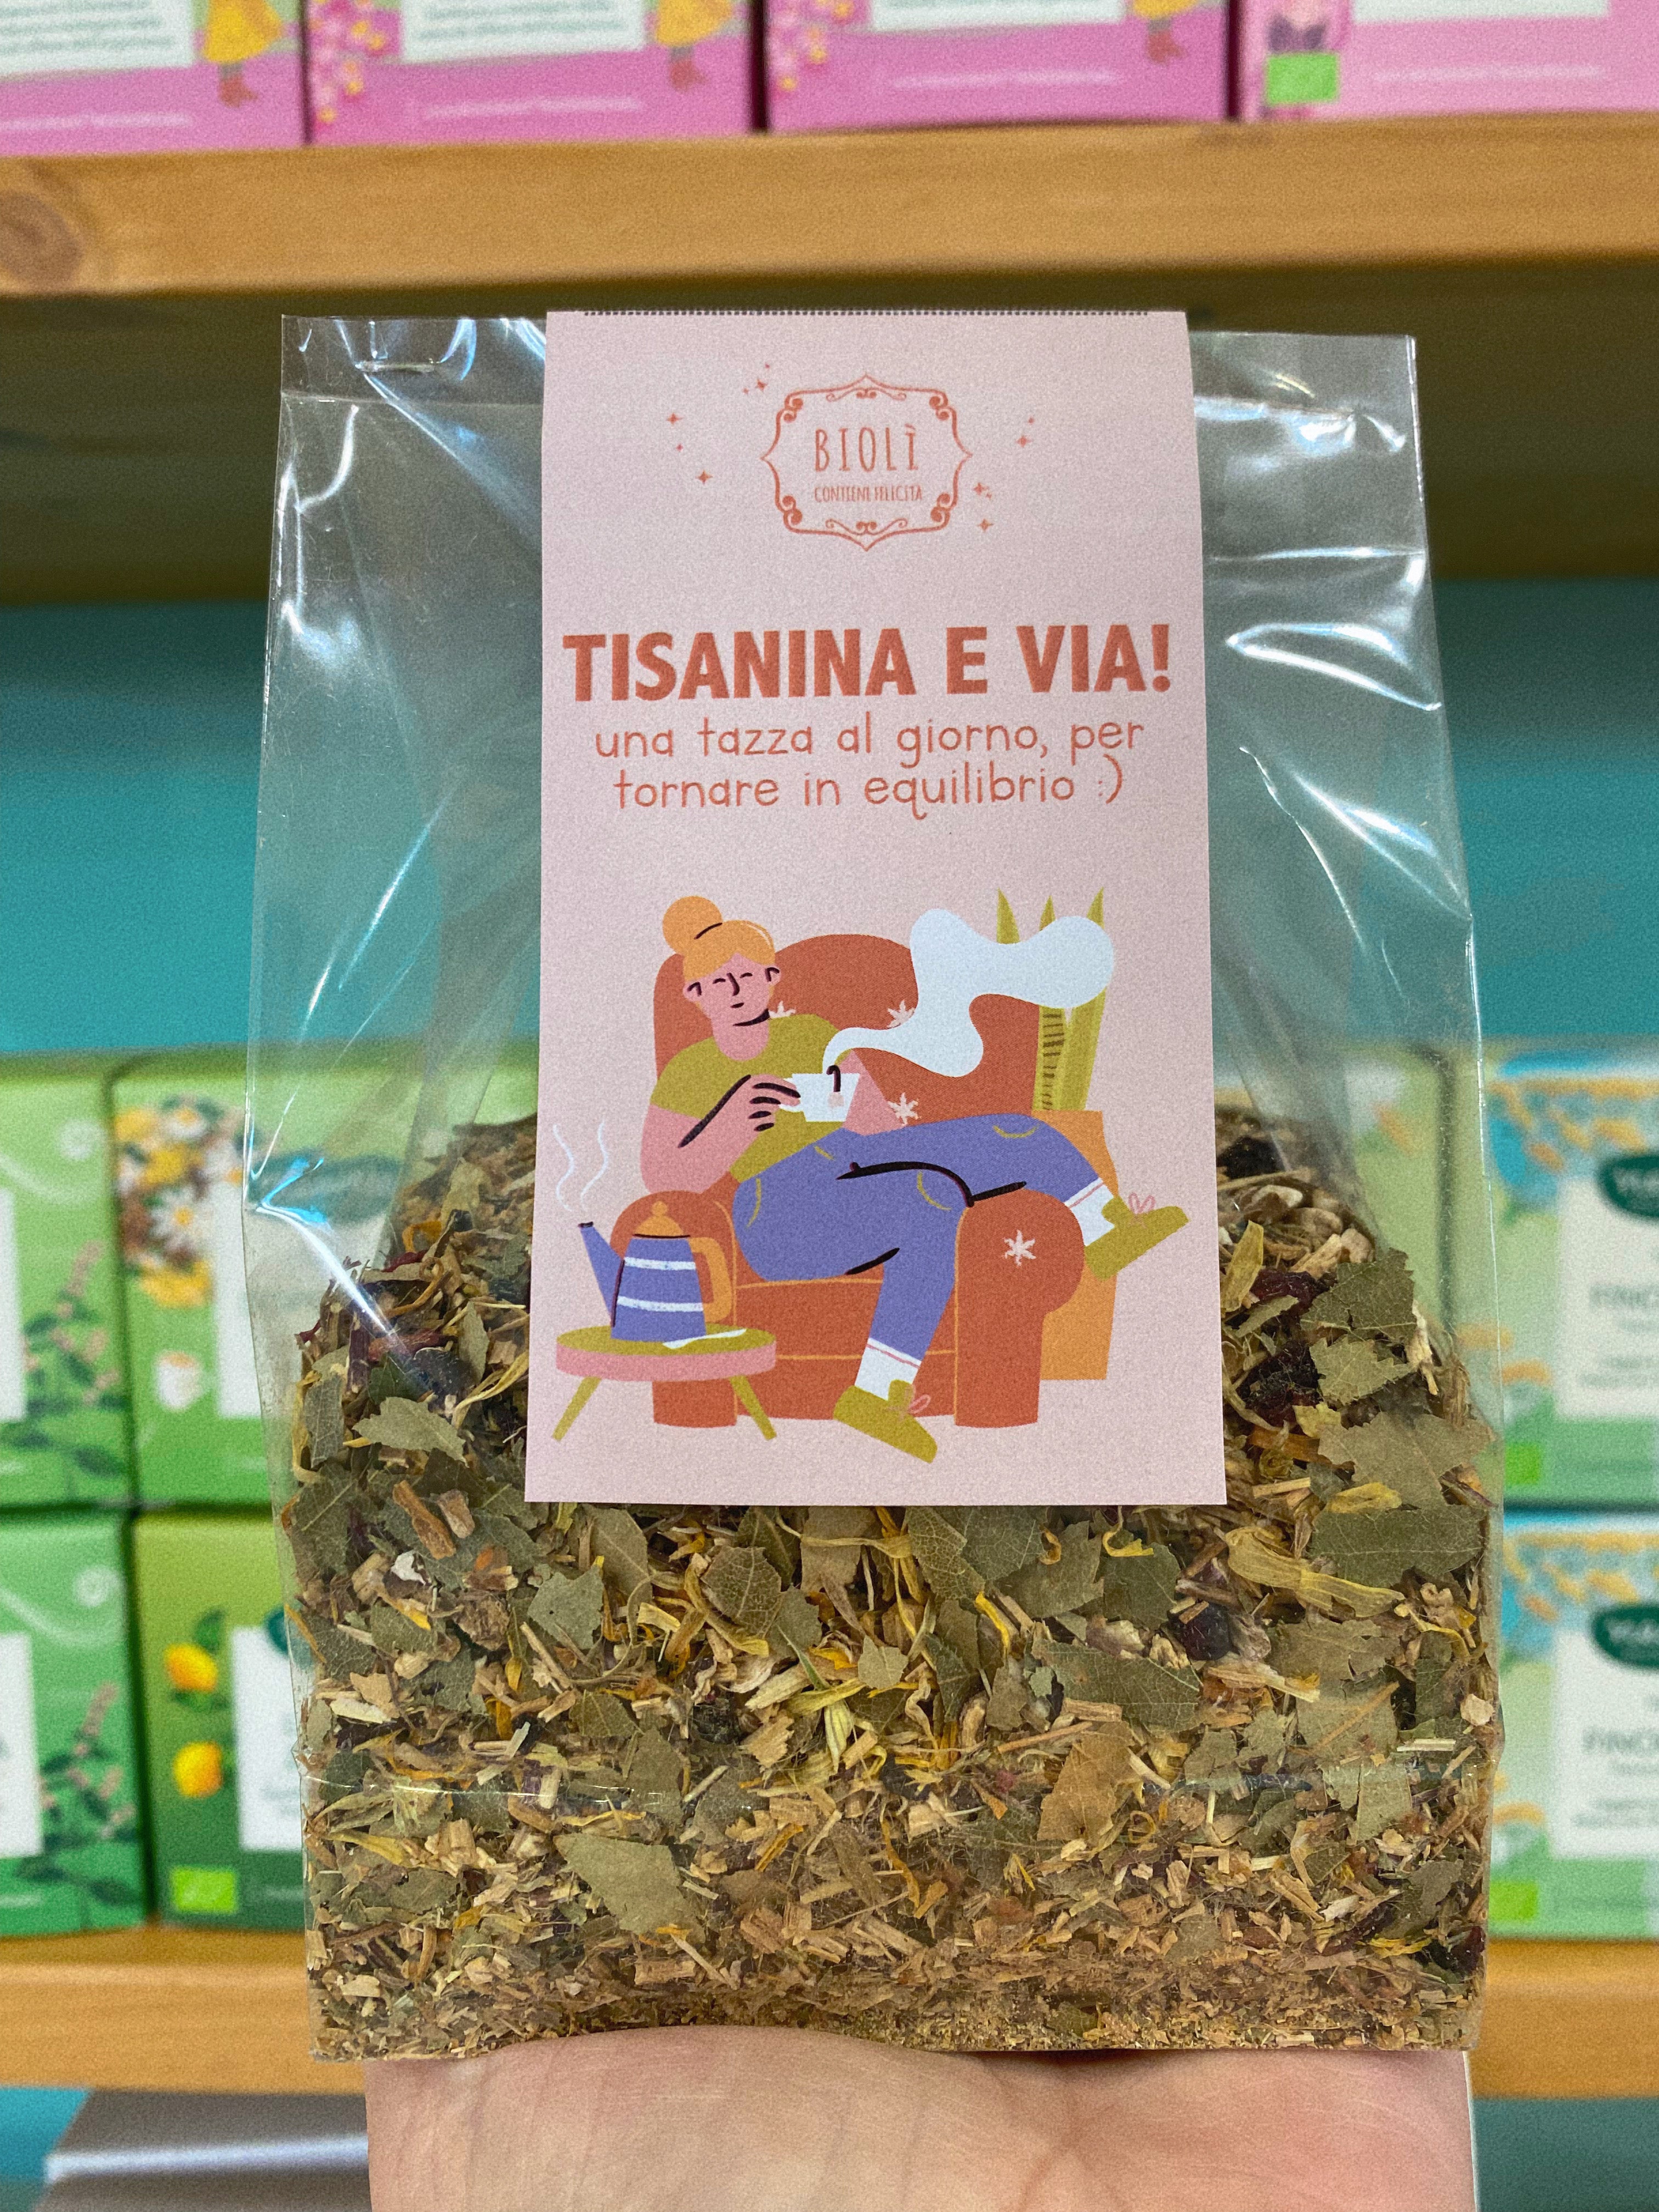 BIOLÌ
CONTIENE FELICITÀ
TISANINA E VIA!
una tazza al giorno, per
tornare in equilibrio :)